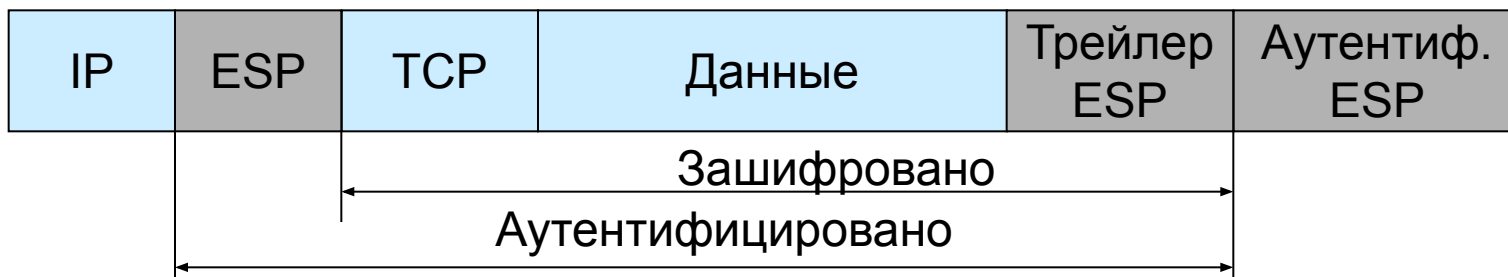 IP ESP TCP Данные Трейлер ESP Аутентиф. ESP
Зашифровано
Аутентифицировано